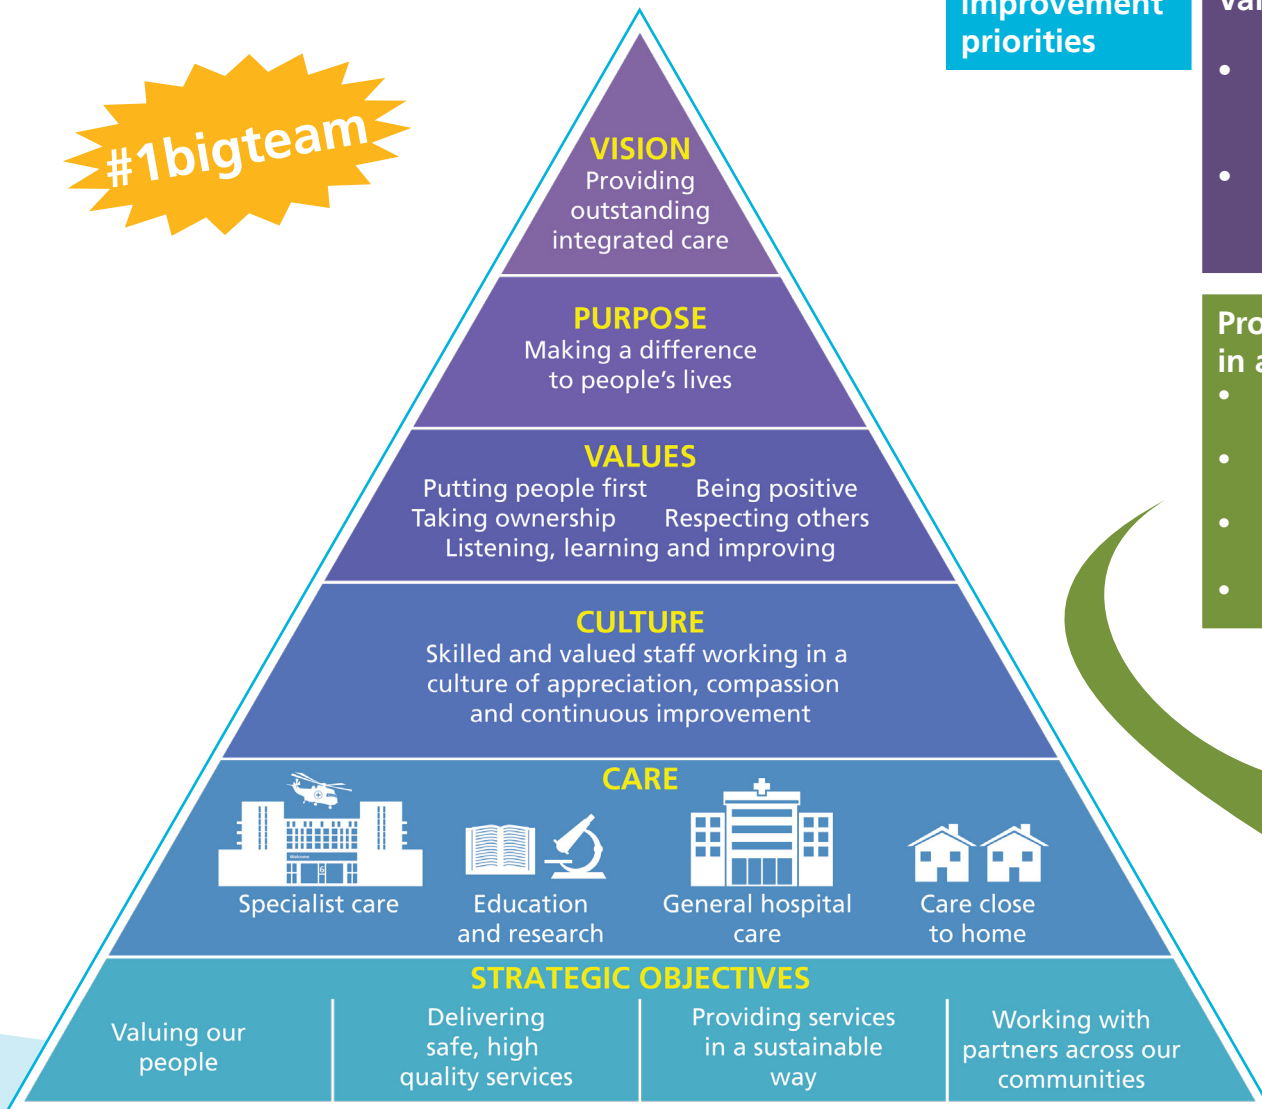 improvement
priorities
#1bigteam
VISION
Providing
outstanding
integrated care
PURPOSE
Making a difference
to people’s lives
VALUES
Putting people first Being positive
Taking ownership Respecting others
Listening, learning and improving
CULTURE
Skilled and valued staff working in a
culture of appreciation, compassion
and continuous improvement
CARE
Welcome
Specialist care
Education
and research
General hospital
care
Care close
to home
STRATEGIC OBJECTIVES
Valuing our
people
Delivering
safe, high
quality services
Providing services
in a sustainable
way
Working with
partners across our
communities
in a